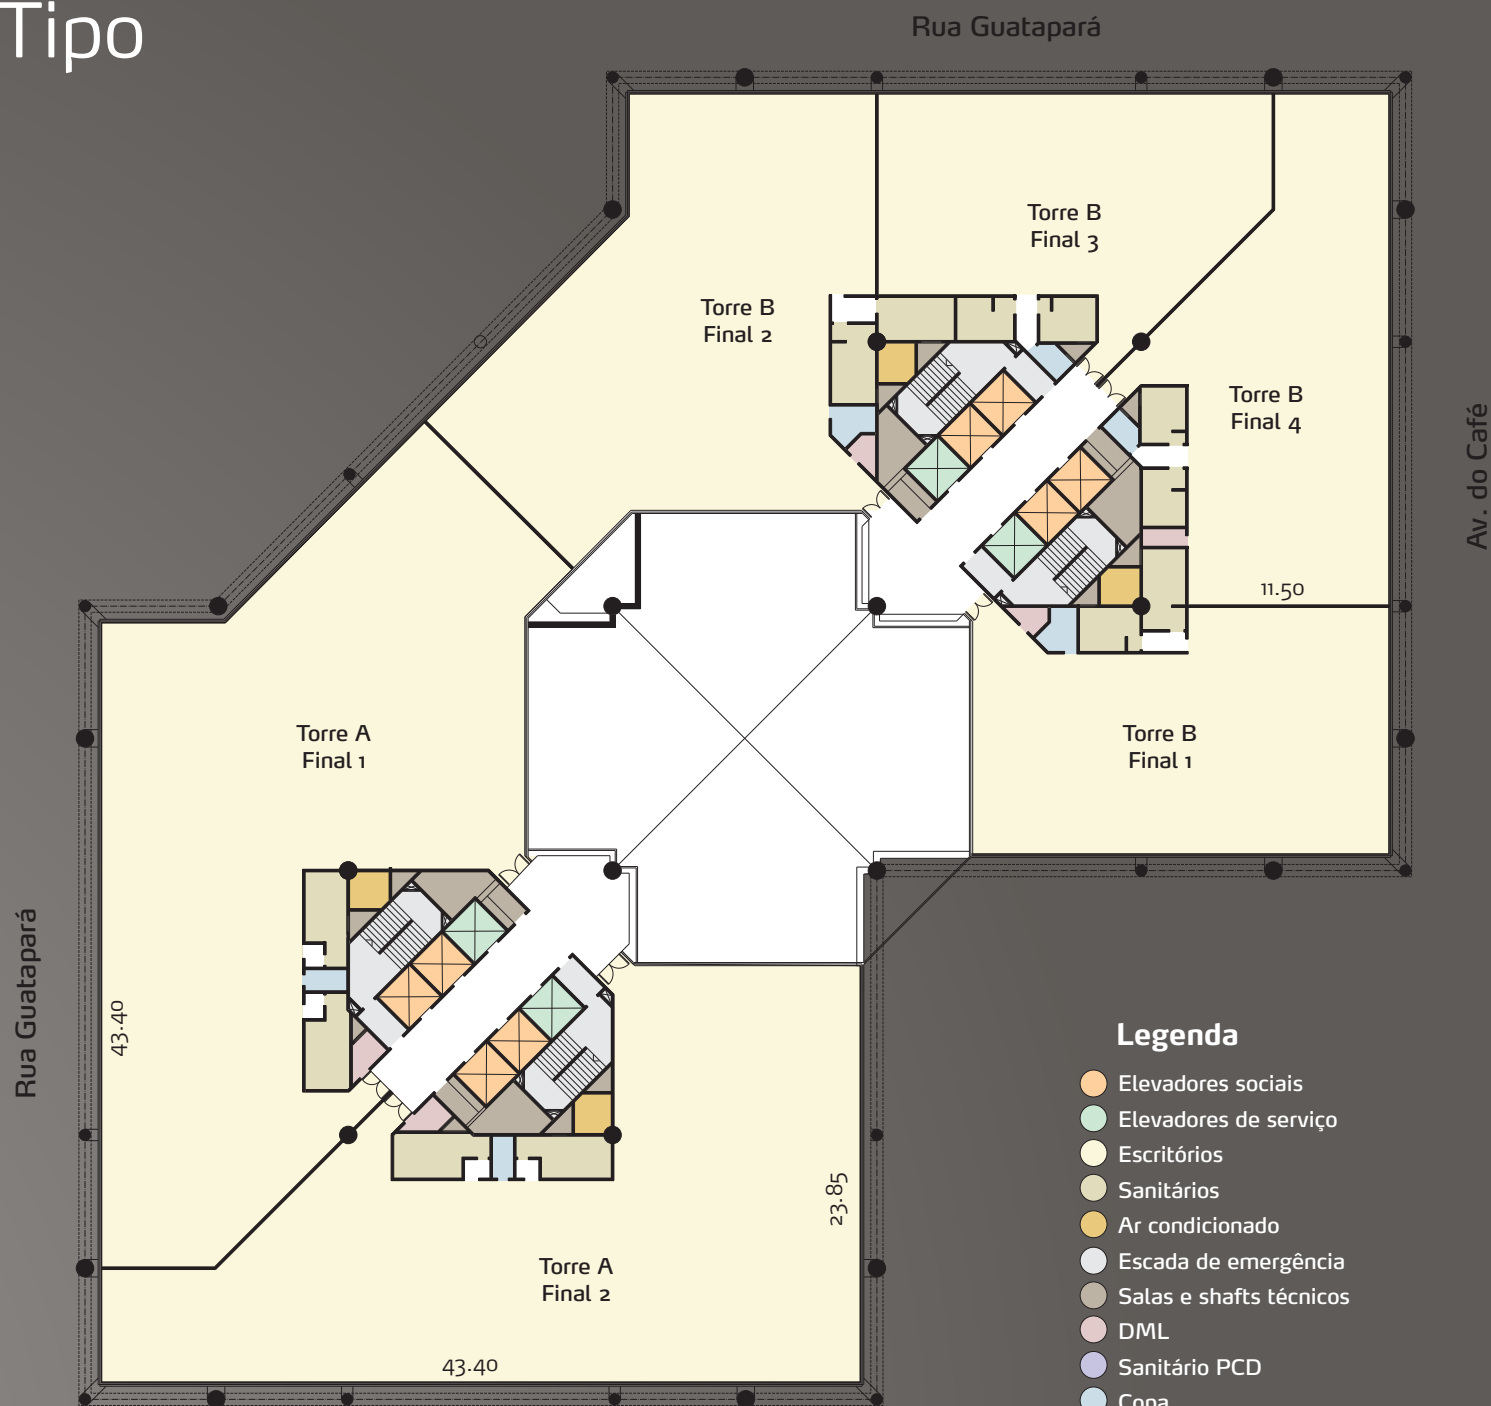 Tipo
Rua Guatapará
Torre B
Final 3
Torre B
Final 2
Torre B
Final 4
Av. do Café
11.50
Torre A
Final 1
Torre B
Final 1
Rua Guatapará
43.40
23.85
Torre A
Final 2
43.40
Legenda
Elevadores sociais
Elevadores de serviço
Escritórios
Sanitários
Ar condicionado
Escada de emergência
Salas e shafts técnicos
DML
Sanitário PCD
Copa